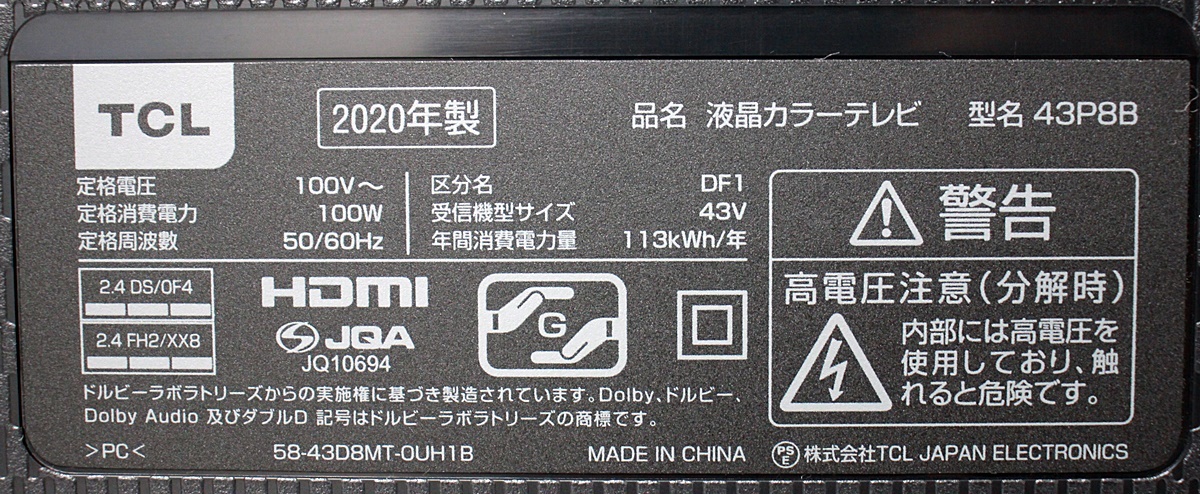 TCL
2020年製
品名 液晶カラーテレビ 型名 43P8B
定格電圧 100V～
定格消費電力 100W
定格周波数 50/60Hz
区分名 DF1
受信機型サイズ 43V
年間消費電力量 113kWh/年
2.4 DS/OF4
2.4 FH2/XX8
HDMI
JQA
JQ10694
G
ドルビーラボラトリーズからの実施権に基づき製造されています。Dolby、ドルビー、
Dolby Audio 及びダブルD 記号はドルビーラボラトリーズの商標です。
警告
高電圧注意(分解時)
内部には高電圧を
使用しており、触
れると危険です。
>PC< 58-43D8MT-0UH1B MADE IN CHINA PSE 株式会社TCL JAPAN ELECTRONICS